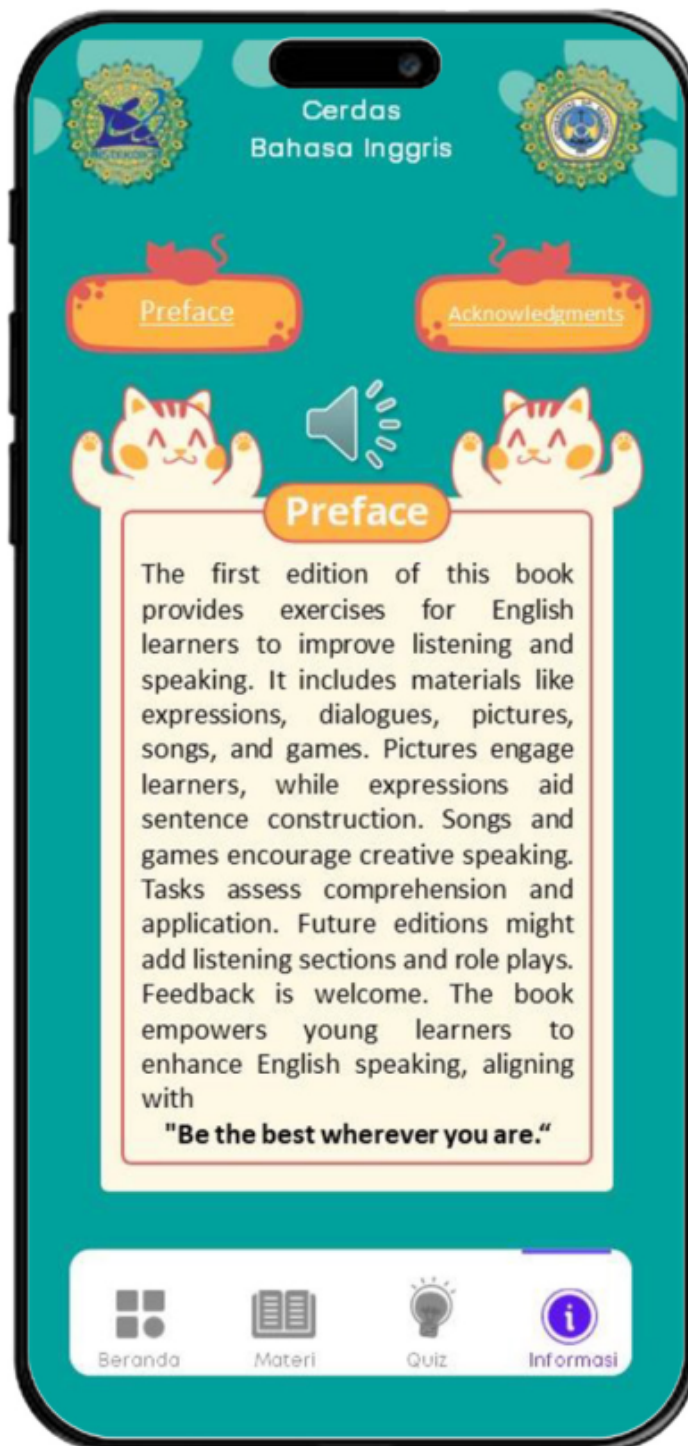 Cerdas
Bahasa Inggris
Preface
Acknowledgments
Preface
The first edition of this book
provides exercises for English
learners to improve listening and
speaking. It includes materials like
expressions, dialogues, pictures,
songs, and games. Pictures engage
learners, while expressions aid
sentence construction. Songs and
games encourage creative speaking.
Tasks assess comprehension and
application. Future editions might
add listening sections and role plays.
Feedback is welcome. The book
empowers young learners to
enhance English speaking, aligning
with
"Be the best wherever you are.“
Beranda
Materi
Quiz
Informasi